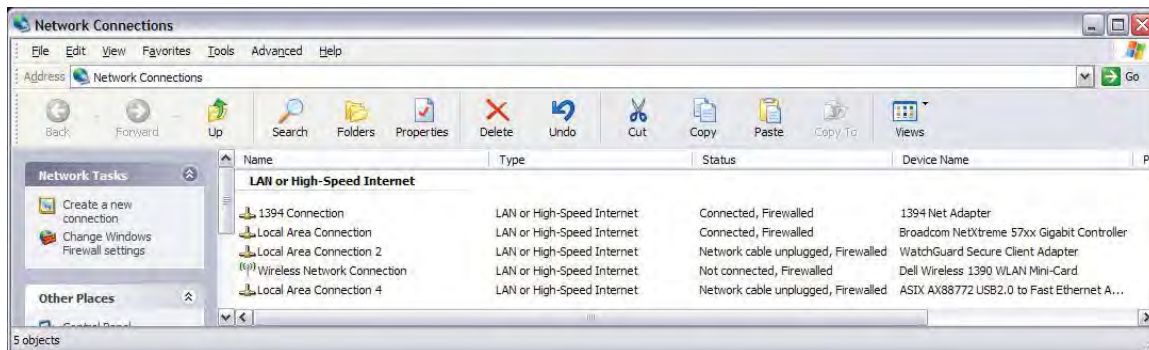 Network Connections
File Edit View Favorites Tools Advanced Help
Address Network Connections Go
Back Forward Up Search Folders Properties Delete Undo Cut Copy Paste Copy To Views
Name Type Status Device Name P
Network Tasks
LAN or High-Speed Internet
Create a new connection
Change Windows Firewall settings
1394 Connection LAN or High-Speed Internet Connected, Firewalled 1394 Net Adapter
Local Area Connection LAN or High-Speed Internet Connected, Firewalled Broadcom NetXtreme 57xx Gigabit Controller
Local Area Connection 2 LAN or High-Speed Internet Network cable unplugged, Firewalled WatchGuard Secure Client Adapter
Wireless Network Connection LAN or High-Speed Internet Not connected, Firewalled Dell Wireless 1390 WLAN Mini-Card
Local Area Connection 4 LAN or High-Speed Internet Network cable unplugged, Firewalled ASIX AX88772 USB2.0 to Fast Ethernet A...
Other Places
5 objects